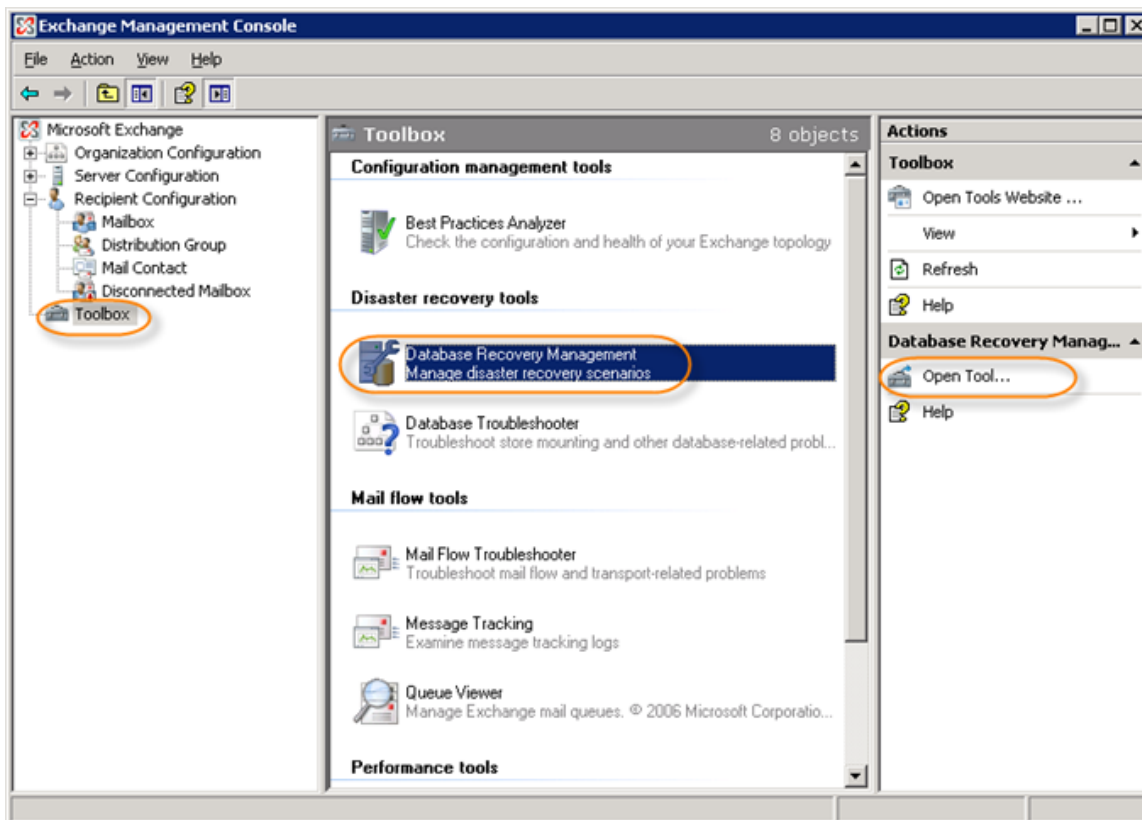 Exchange Management Console
File Action View Help
Microsoft Exchange
Organization Configuration
Server Configuration
Recipient Configuration
Mailbox
Distribution Group
Mail Contact
Disconnected Mailbox
Toolbox
Toolbox 8 objects
Configuration management tools
Best Practices Analyzer
Check the configuration and health of your Exchange topology
Disaster recovery tools
Database Recovery Management
Manage disaster recovery scenarios
Database Troubleshooter
Troubleshoot store mounting and other database-related probl...
Mail flow tools
Mail Flow Troubleshooter
Troubleshoot mail flow and transport-related problems
Message Tracking
Examine message tracking logs
Queue Viewer
Manage Exchange mail queues. © 2006 Microsoft Corporatio...
Performance tools
Actions
Toolbox
Open Tools Website ...
View
Refresh
Help
Database Recovery Manag...
Open Tool...
Help